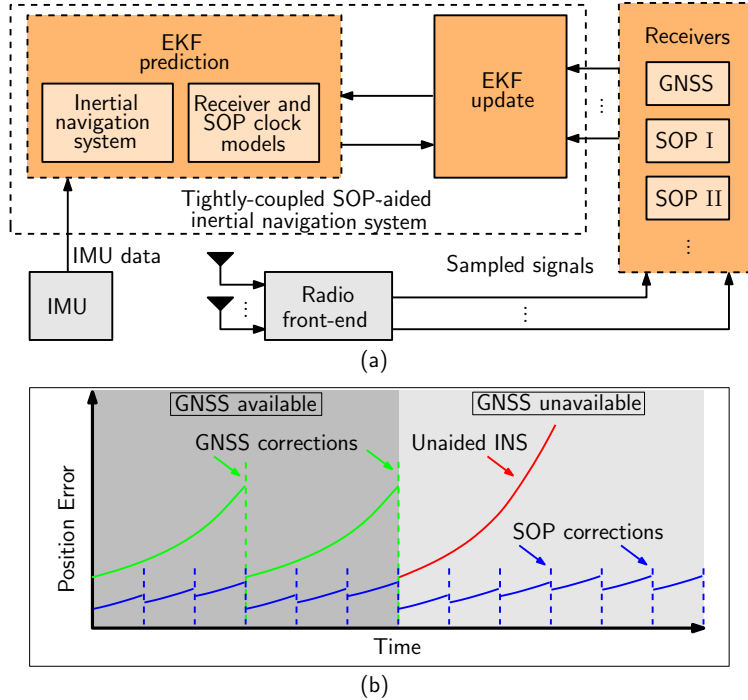 EKF
prediction
Inertial
navigation
system
Receiver and
SOP clock
models
EKF
update
Receivers
GNSS
SOP I
SOP II
Tightly-coupled SOP-aided
inertial navigation system
IMU data
IMU
Radio
front-end
Sampled signals
(a)
GNSS available
GNSS unavailable
GNSS corrections
Unaided INS
SOP corrections
Position Error
Time
(b)